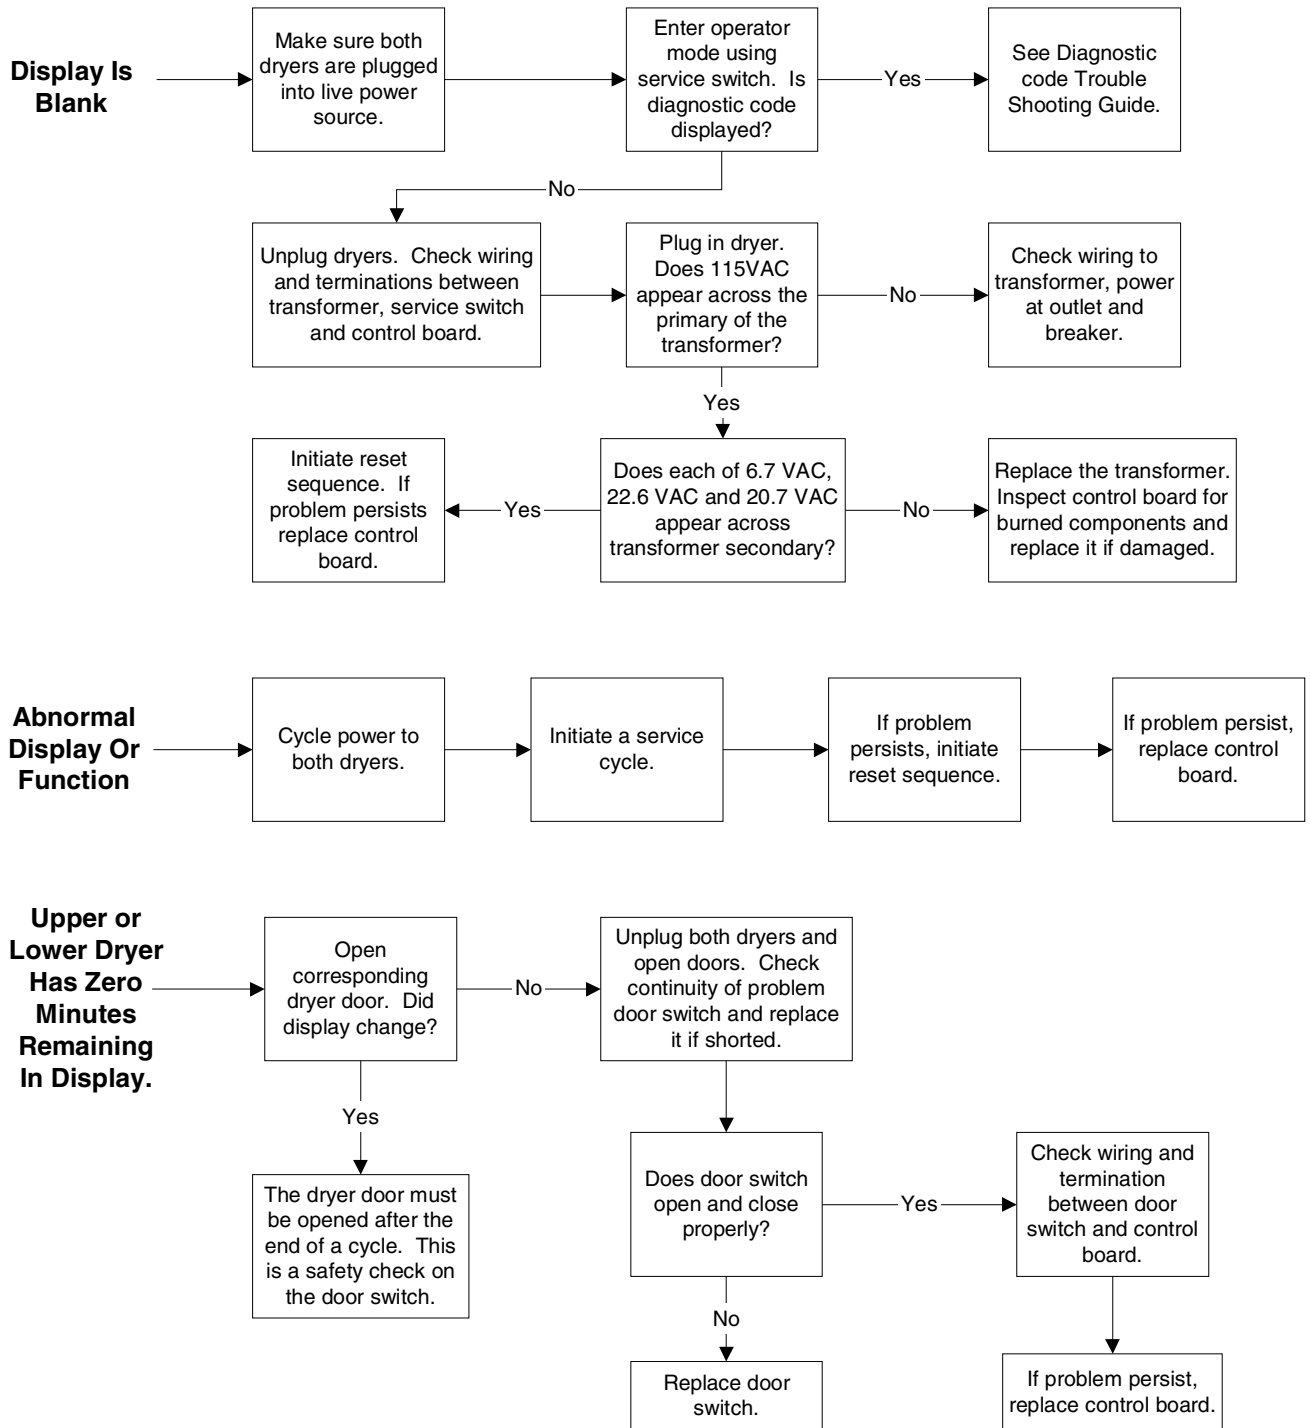 Display Is
Blank
Make sure both
dryers are plugged
into live power
source.
Enter operator
mode using
service switch.  Is
diagnostic code
displayed?
Yes
See Diagnostic
code Trouble
Shooting Guide.
No
Unplug dryers.  Check wiring
and terminations between
transformer, service switch
and control board.
Plug in dryer.
Does 115VAC
appear across the
primary of the
transformer?
No
Check wiring to
transformer, power
at outlet and
breaker.
Yes
Initiate reset
sequence.  If
problem persists
replace control
board.
Yes
Does each of 6.7 VAC,
22.6 VAC and 20.7 VAC
appear across
transformer secondary?
No
Replace the transformer.
Inspect control board for
burned components and
replace it if damaged.
Abnormal
Display Or
Function
Cycle power to
both dryers.
Initiate a service
cycle.
If problem
persists, initiate
reset sequence.
If problem persist,
replace control
board.
Upper or
Lower Dryer
Has Zero
Minutes
Remaining
In Display.
Open
corresponding
dryer door.  Did
display change?
No
Unplug both dryers and
open doors.  Check
continuity of problem
door switch and replace
it if shorted.
Yes
The dryer door must
be opened after the
end of a cycle.  This
is a safety check on
the door switch.
Does door switch
open and close
properly?
Yes
Check wiring and
termination
between door
switch and control
board.
No
Replace door
switch.
If problem persist,
replace control board.